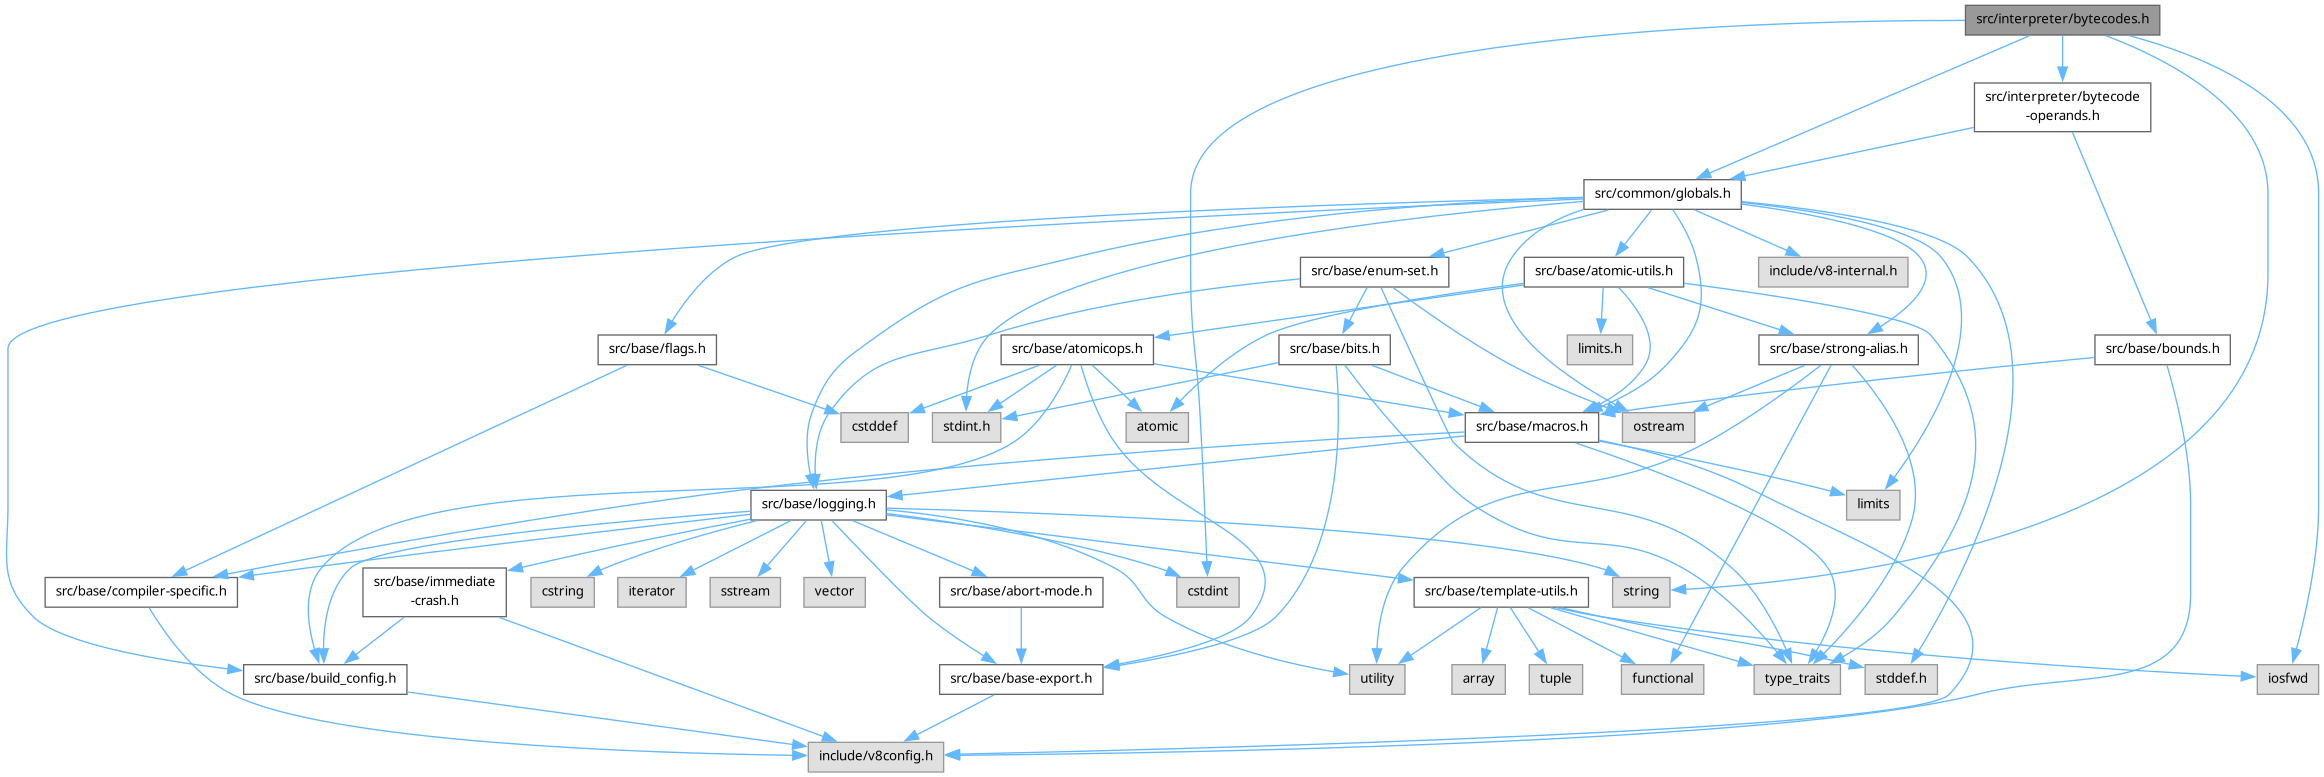 src/interpreter/bytecodes.h
src/interpreter/bytecode
-operands.h
src/common/globals.h
src/base/enum-set.h
src/base/atomic-utils.h
include/v8-internal.h
src/base/flags.h
src/base/atomicops.h
src/base/bits.h
limits.h
src/base/strong-alias.h
src/base/bounds.h
cstddef
stdint.h
atomic
src/base/macros.h
ostream
src/base/logging.h
limits
src/base/compiler-specific.h
src/base/immediate
-crash.h
cstring
iterator
sstream
vector
src/base/abort-mode.h
cstdint
src/base/template-utils.h
string
src/base/build_config.h
src/base/base-export.h
utility
array
tuple
functional
type_traits
stddef.h
iosfwd
include/v8config.h